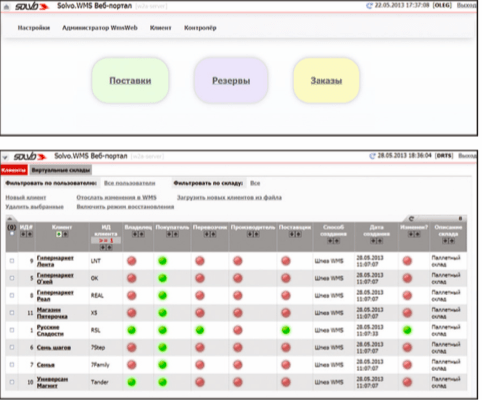 SOLVO Solvo.WMS Веб-портал 22.05.2013 17:37:08 [OLEG] Выход
Настройки Администратор WmsWeb Клиент Контролёр
Поставки Резервы Заказы
SOLVO Solvo.WMS Веб-портал 28.05.2013 18:36:04 [DRTS] Выход
Клиенты Виртуальные склады
Фильтровать по пользователю: Все пользователи Фильтровать по складу: Все
Новый клиент Отослать изменения в WMS Загрузить новых клиентов из файла
Удалить выбранные Включить режим восстановления
ИД# Клиент ИД клиента Владелец Покупатель Перевозчик Производитель Поставщик Способ создания Дата создания Изменен? Описание склада
9 Гипермаркет Лента LNT Шлюз WMS 28.05.2013 11:07:07 Паллетный склад
5 Гипермаркет О'кей OK Шлюз WMS 28.05.2013 11:07:07 Паллетный склад
8 Гипермаркет Реал REAL Шлюз WMS 28.05.2013 11:07:07 Паллетный склад
11 Магазин Пятерочка X5 Шлюз WMS 28.05.2013 11:07:07 Паллетный склад
1 Русские Сладости RSL Шлюз WMS 28.05.2013 11:07:33 Паллетный склад
6 Семь шагов 7Step Шлюз WMS 28.05.2013 11:07:07 Паллетный склад
7 Семья 7Family Шлюз WMS 28.05.2013 11:07:07 Паллетный склад
10 Универсам Магнит Tander Шлюз WMS 28.05.2013 11:07:07 Паллетный склад